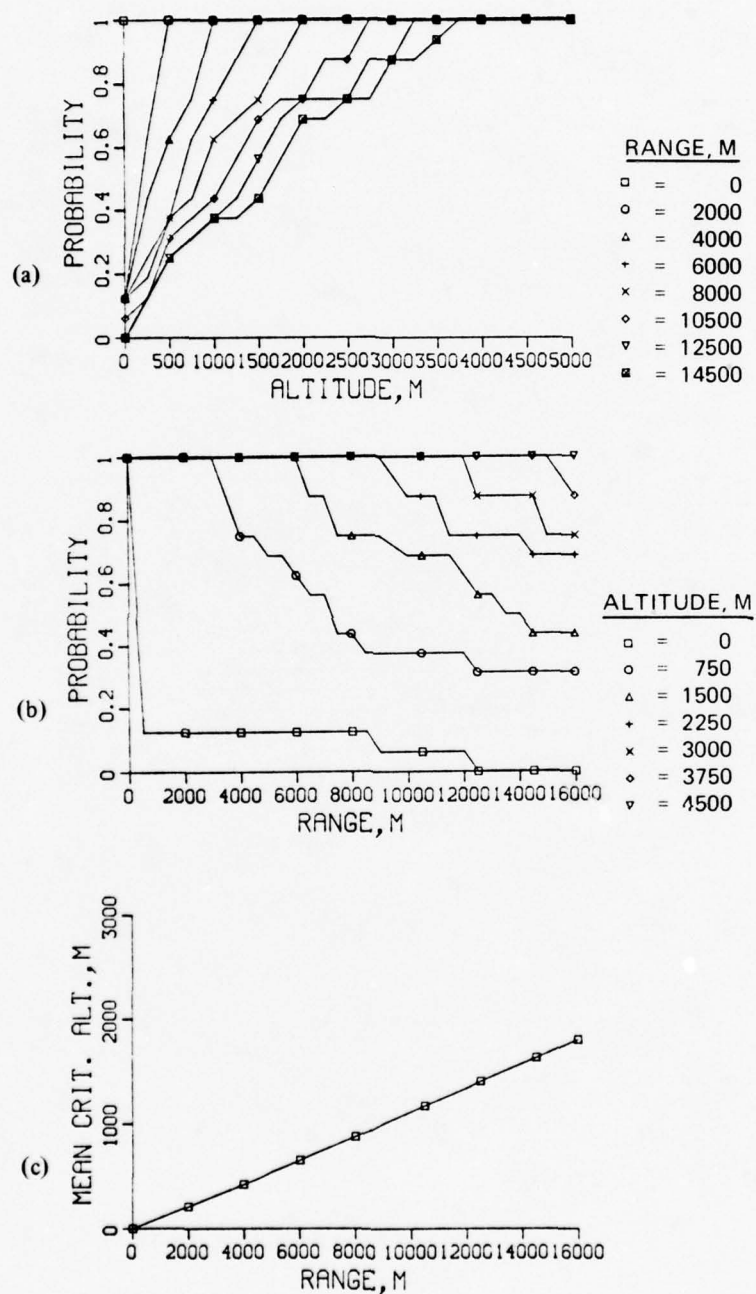 (a)
PROBABILITY
1
0.8
0.6
0.4
0.2
0
0 500 1000 1500 2000 2500 3000 3500 4000 4500 5000
ALTITUDE,M
RANGE, M
□ = 0
○ = 2000
△ = 4000
+ = 6000
× = 8000
◇ = 10500
▽ = 12500
⊠ = 14500
(b)
PROBABILITY
1
0.8
0.6
0.4
0.2
0
0 2000 4000 6000 8000 10000 12000 14000 16000
RANGE,M
ALTITUDE, M
□ = 0
○ = 750
△ = 1500
+ = 2250
× = 3000
◇ = 3750
▽ = 4500
(c)
MEAN CRIT. ALT.,M
3000
2000
1000
0
0 2000 4000 6000 8000 10000 12000 14000 16000
RANGE,M